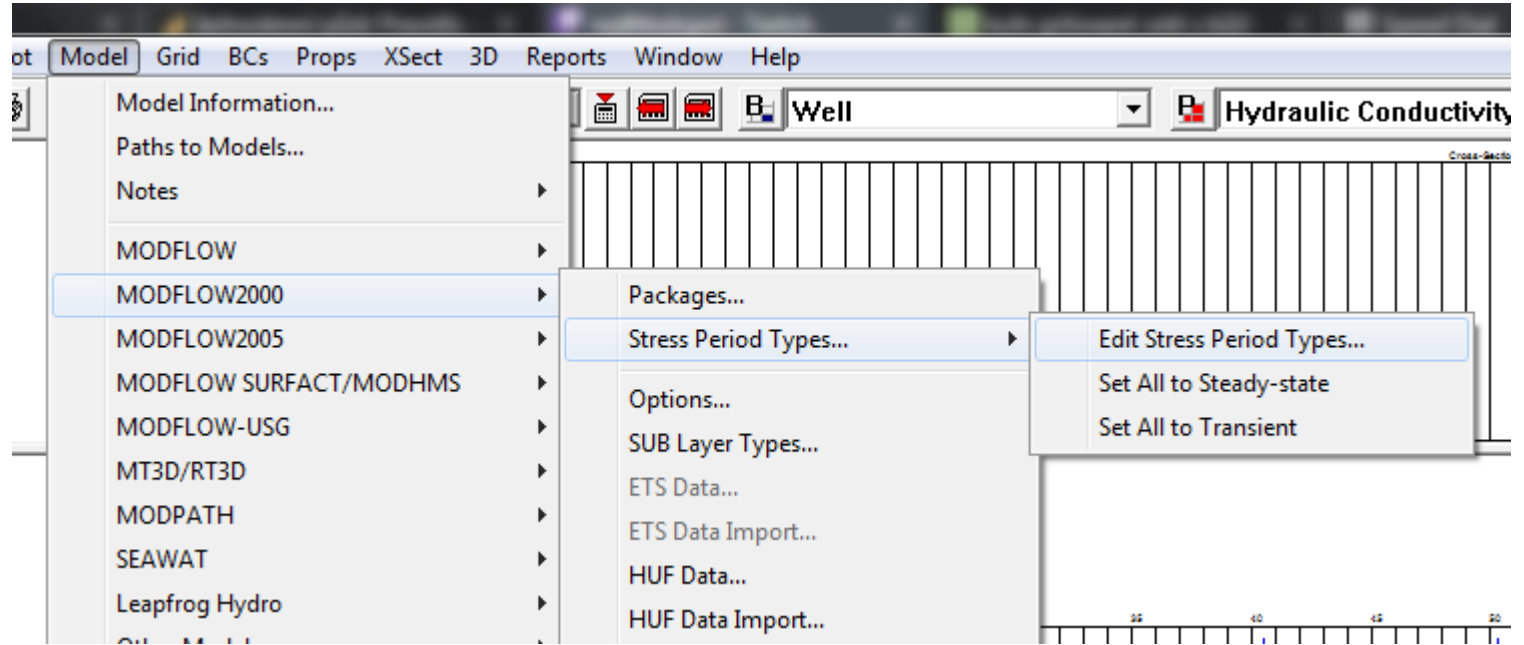 ot Model Grid BCs Props XSect 3D Reports Window Help
Well
Hydraulic Conductivity
Cross-Sectio
Model Information...
Paths to Models...
Notes
MODFLOW
MODFLOW2000
MODFLOW2005
MODFLOW SURFACT/MODHMS
MODFLOW-USG
MT3D/RT3D
MODPATH
SEAWAT
Leapfrog Hydro
Packages...
Stress Period Types...
Options...
SUB Layer Types...
ETS Data...
ETS Data Import...
HUF Data...
HUF Data Import...
Edit Stress Period Types...
Set All to Steady-state
Set All to Transient
35 40 45 50